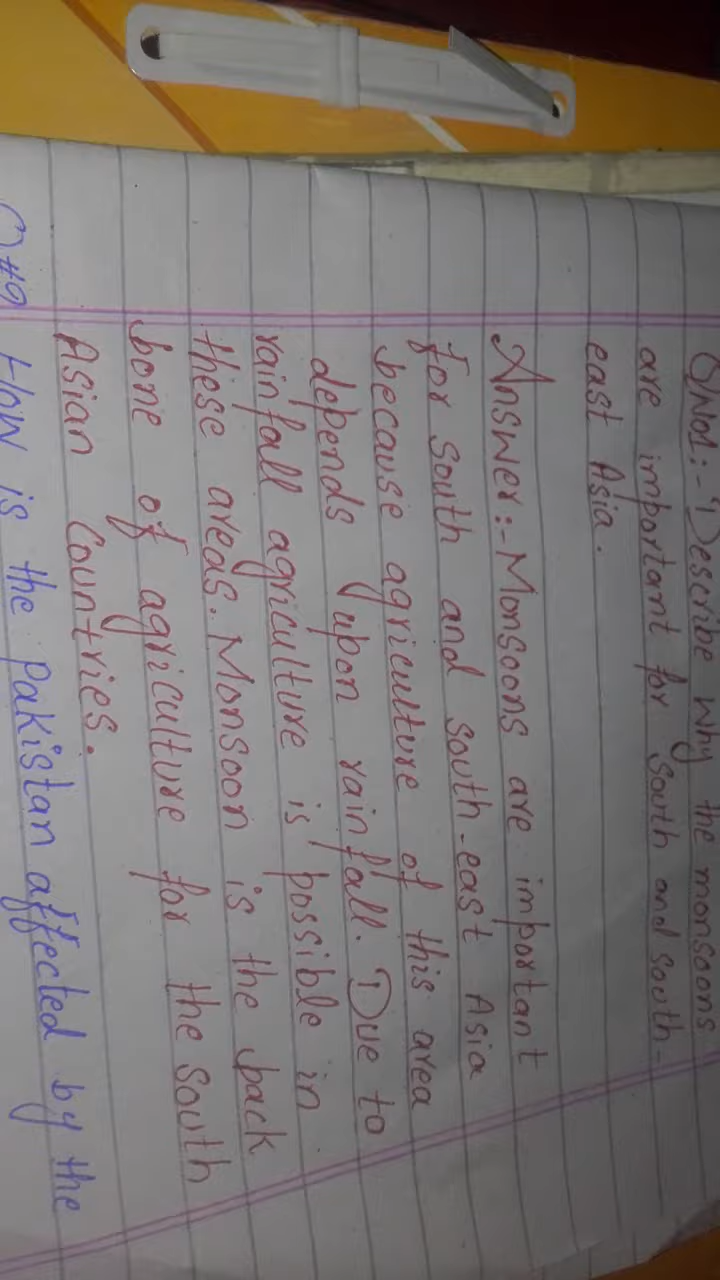 QNo1:- Describe why the monsoons
are important for South and south-
east Asia.
Answer:- Monsoons are important
for south and south-east Asia
because agriculture of this area
depends upon rainfall. Due to
rainfall agriculture is possible in
these areas. Monsoon is the back
bone of agriculture for the South
Asian Countries.
How is the pakistan affected by the